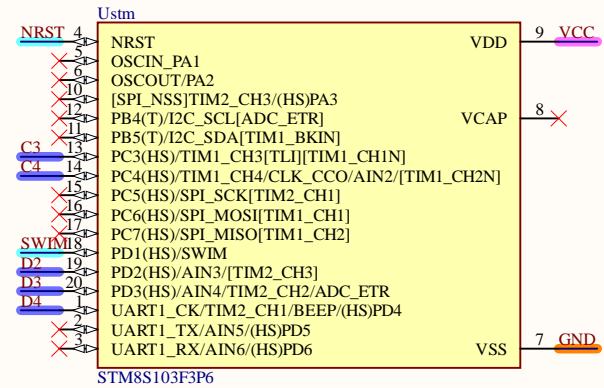 Ustm
NRST 4 NRST VDD 9 VCC
5 OSCIN_PA1
6 OSCOUT/PA2
10 [SPI_NSS]TIM2_CH3/(HS)PA3
12 PB4(T)/I2C_SCL[ADC_ETR] VCAP 8
11 PB5(T)/I2C_SDA[TIM1_BKIN]
C3 13 PC3(HS)/TIM1_CH3[TLI][TIM1_CH1N]
C4 14 PC4(HS)/TIM1_CH4/CLK_CCO/AIN2/[TIM1_CH2N]
15 PC5(HS)/SPI_SCK[TIM2_CH1]
16 PC6(HS)/SPI_MOSI[TIM1_CH1]
17 PC7(HS)/SPI_MISO[TIM1_CH2]
SWIM 18 PD1(HS)/SWIM
D2 19 PD2(HS)/AIN3/[TIM2_CH3]
D3 20 PD3(HS)/AIN4/TIM2_CH2/ADC_ETR
D4 1 UART1_CK/TIM2_CH1/BEEP/(HS)PD4
2 UART1_TX/AIN5/(HS)PD5
3 UART1_RX/AIN6/(HS)PD6 VSS 7 GND
STM8S103F3P6